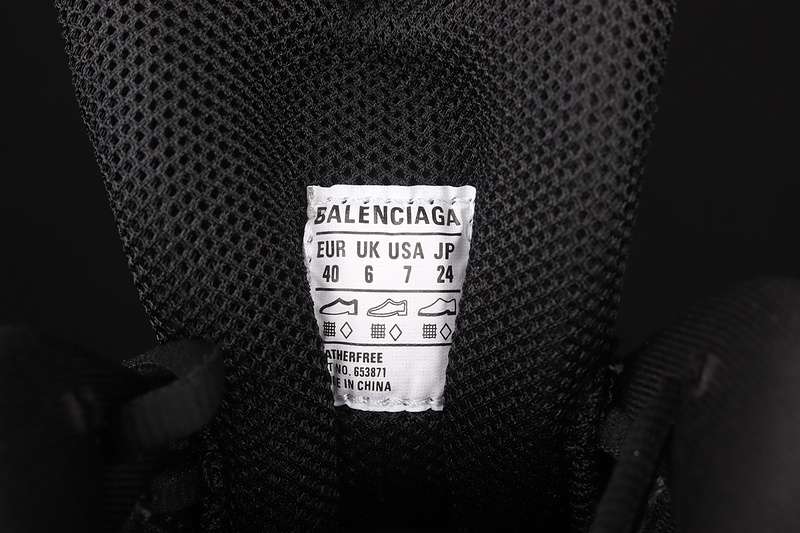 BALENCIAGA
EUR UK USA JP
40 6 7 24
ATHERFREE
T NO. 653871
E IN CHINA